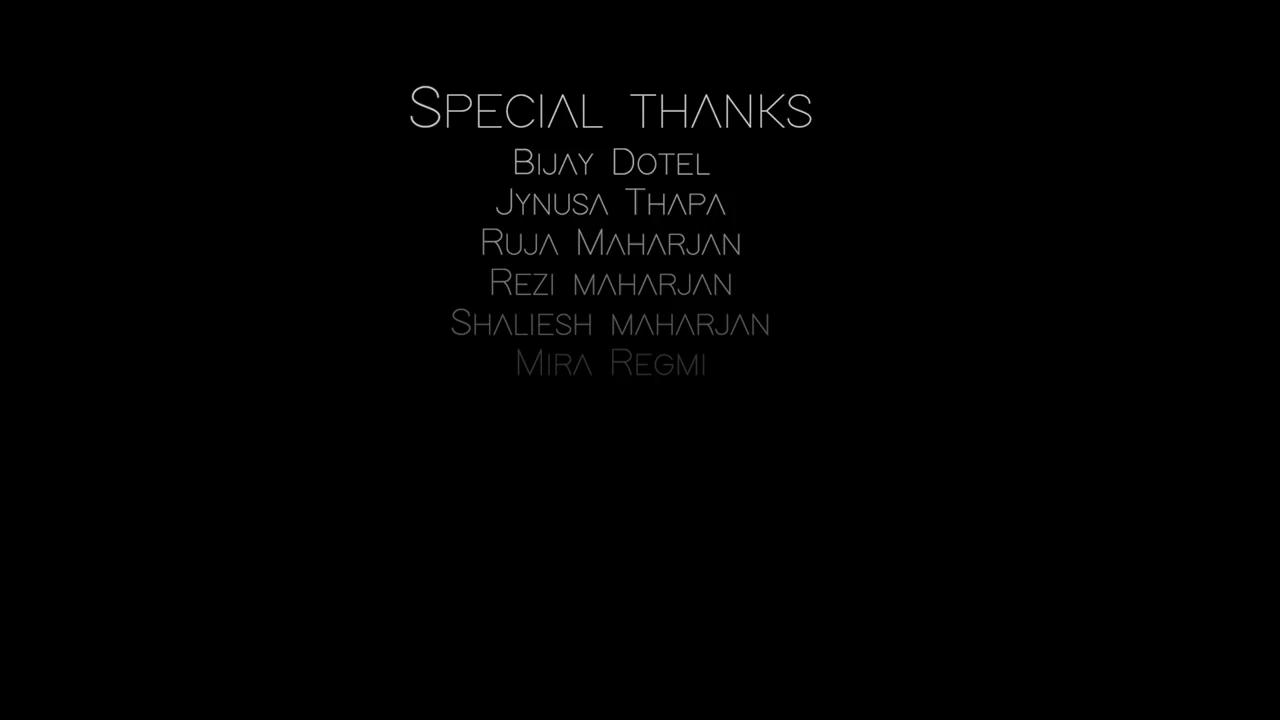 Special thanks
Bijay Dotel
Jynusa Thapa
Ruja Maharjan
Rezi maharjan
Shaliesh maharjan
Mira Regmi